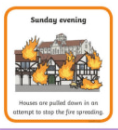 Sunday evening
Houses are pulled down in an
attempt to stop the fire spreading.